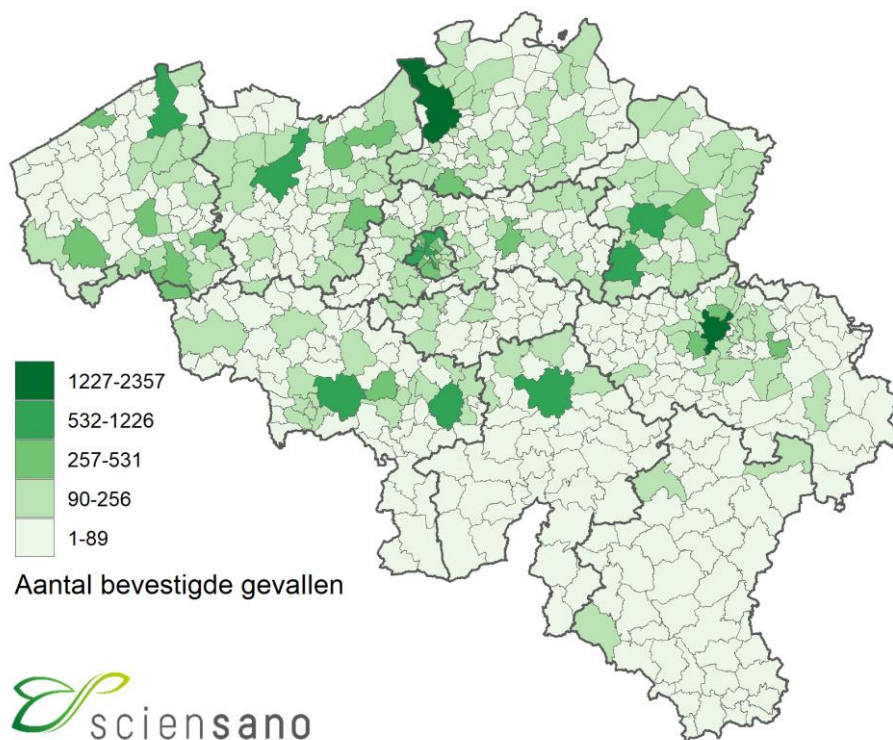 1227-2357
532-1226
257-531
90-256
1-89
Aantal bevestigde gevallen
sciensano